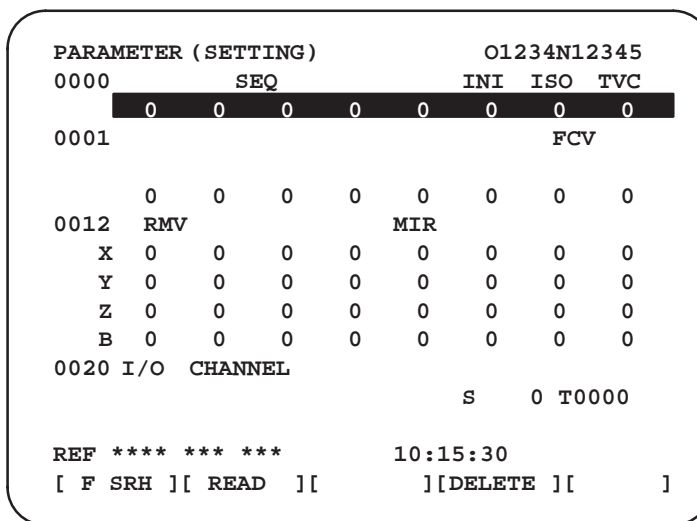 PARAMETER (SETTING) O1234N12345
0000 SEQ INI ISO TVC
0 0 0 0 0 0 0 0
0001 FCV
0 0 0 0 0 0 0 0
0012 RMV MIR
X 0 0 0 0 0 0 0 0
Y 0 0 0 0 0 0 0 0
Z 0 0 0 0 0 0 0 0
B 0 0 0 0 0 0 0 0
0020 I/O CHANNEL
S 0 T0000
REF **** *** *** 10:15:30
[ F SRH ][ READ ][ ][DELETE ][ ]